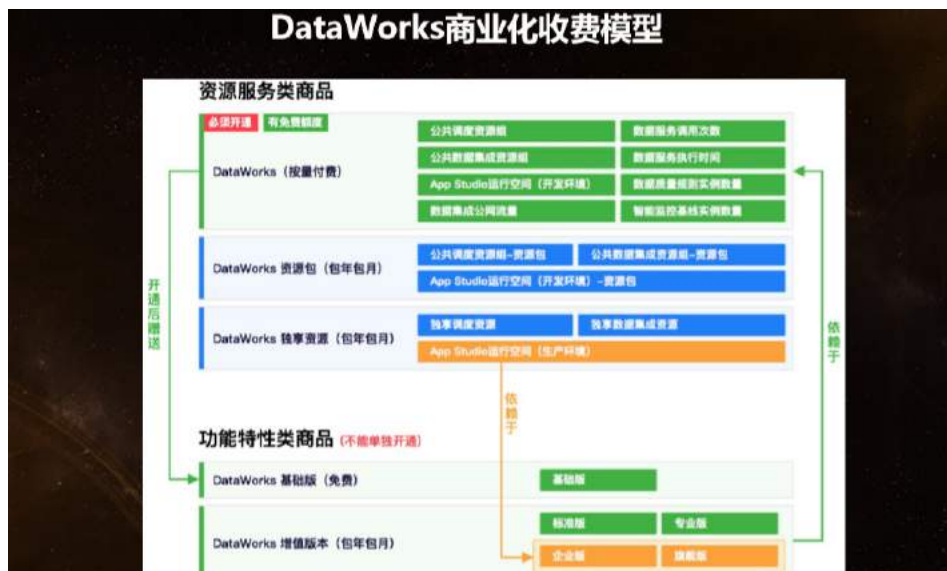 DataWorks商业化收费模型
资源服务类商品
必须开通 有免费额度
DataWorks（按量付费）
公共调度资源组 数据服务调用次数
公共数据集成资源组 数据服务执行时间
App Studio运行空间（开发环境） 数据质量规则实例数量
数据集成公网流量 智能监控基线实例数量
DataWorks 资源包（包年包月）
公共调度资源组-资源包 公共数据集成资源组-资源包
App Studio运行空间（开发环境）-资源包
DataWorks 独享资源（包年包月）
独享调度资源 独享数据集成资源
App Studio运行空间（生产环境）
开通后赠送
依赖于
依赖于
功能特性类商品（不能单独开通）
DataWorks 基础版（免费）
基础版
DataWorks 增值版本（包年包月）
标准版 专业版
企业版 旗舰版